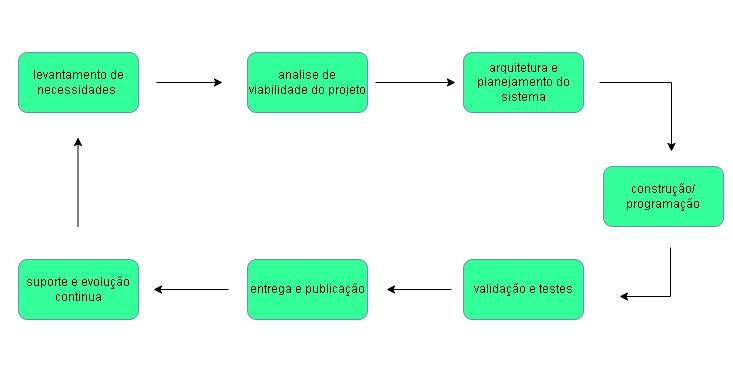 levantamento de
necessidades
analise de
viabilidade do projeto
arquitetura e
planejamento do
sistema
construção/
programação
validação e testes
entrega e publicação
suporte e evolução
continua